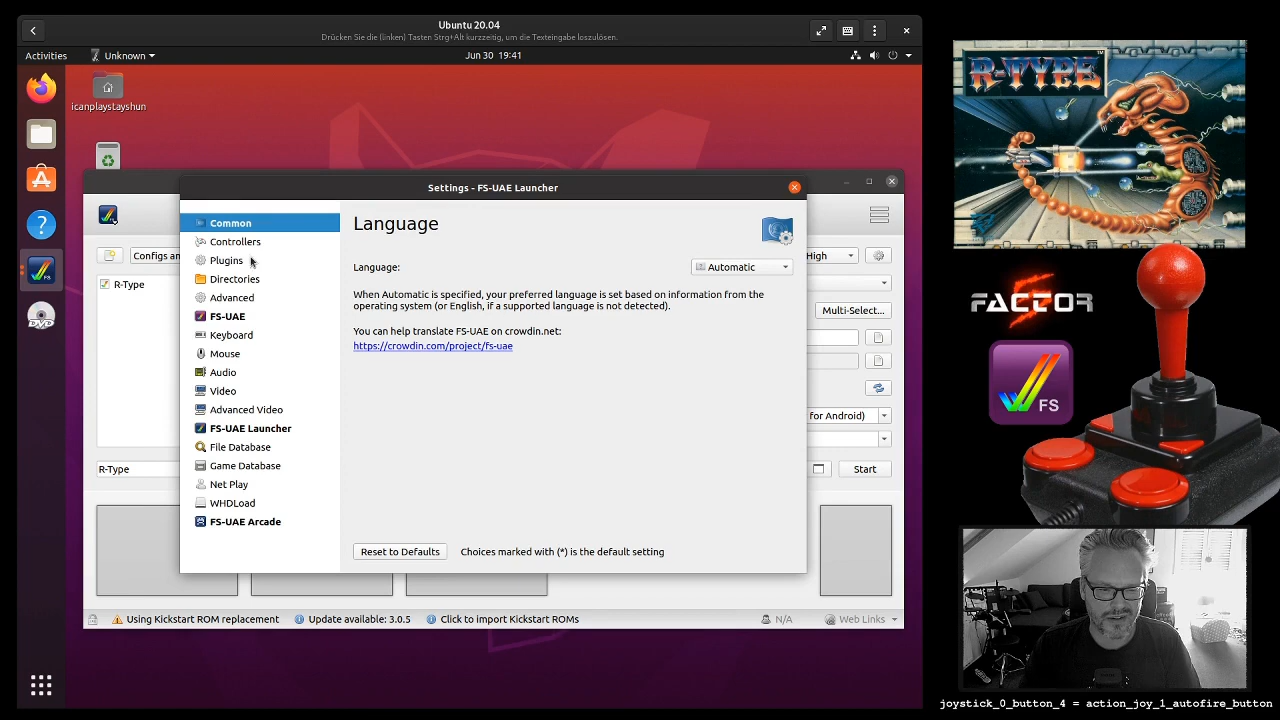 Ubuntu 20.04
Drücken Sie die (linken) Tasten Strg+Alt kurzzeitig, um die Texteingabe loszulösen.
Activities
Unknown
Jun 30 19:41
icanplaystayshun
Settings - FS-UAE Launcher
Configs an
R-Type
R-Type
Common
Controllers
Plugins
Directories
Advanced
FS-UAE
Keyboard
Mouse
Audio
Video
Advanced Video
FS-UAE Launcher
File Database
Game Database
Net Play
WHDLoad
FS-UAE Arcade
Language
Language:
Automatic
When Automatic is specified, your preferred language is set based on information from the
operating system (or English, if a supported language is not detected).
You can help translate FS-UAE on crowdin.net:
https://crowdin.com/project/fs-uae
Reset to Defaults
Choices marked with (*) is the default setting
High
Multi-Select...
for Android)
Start
Using Kickstart ROM replacement
Update available: 3.0.5
Click to import Kickstart ROMs
N/A
Web Links
R-TYPE
FACTOR 5
FS
joystick_0_button_4 = action_joy_1_autofire_button